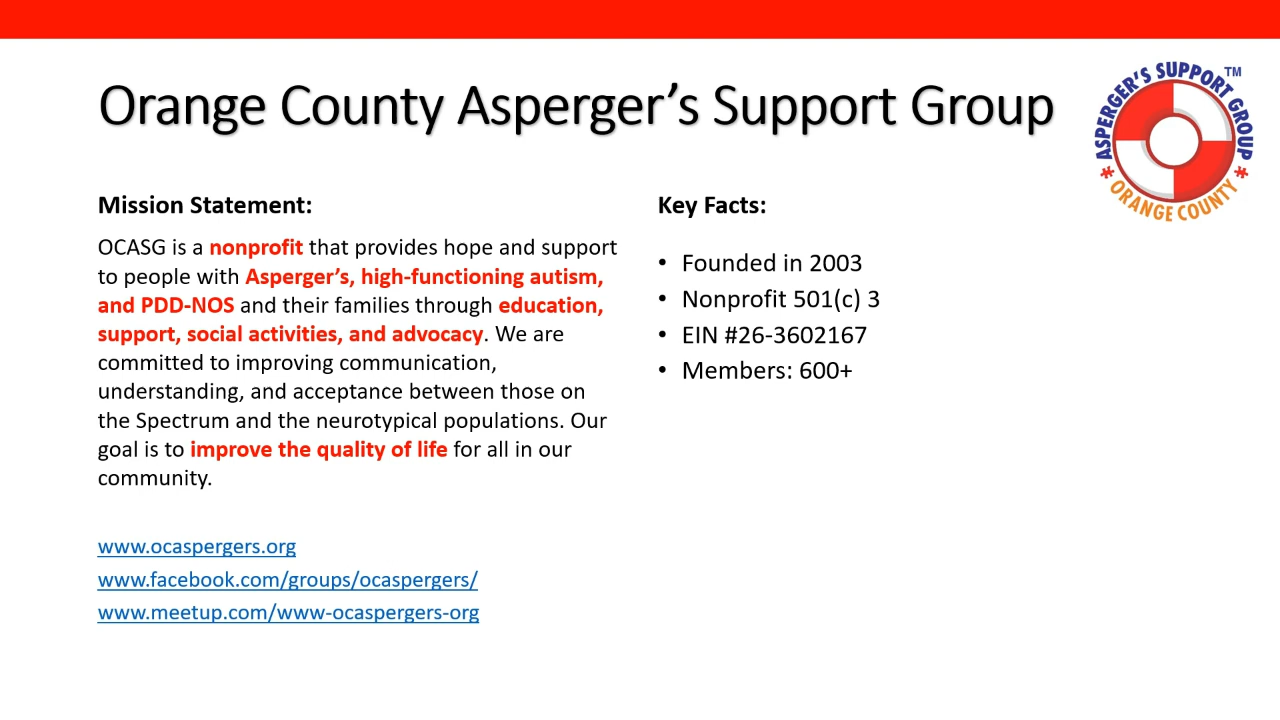 Orange County Asperger’s Support Group
ASPERGER'S SUPPORT GROUP™
* ORANGE COUNTY *
Mission Statement:
OCASG is a nonprofit that provides hope and support
to people with Asperger’s, high-functioning autism,
and PDD-NOS and their families through education,
support, social activities, and advocacy. We are
committed to improving communication,
understanding, and acceptance between those on
the Spectrum and the neurotypical populations. Our
goal is to improve the quality of life for all in our
community.
www.ocaspergers.org
www.facebook.com/groups/ocaspergers/
www.meetup.com/www-ocaspergers-org
Key Facts:
• Founded in 2003
• Nonprofit 501(c) 3
• EIN #26-3602167
• Members: 600+